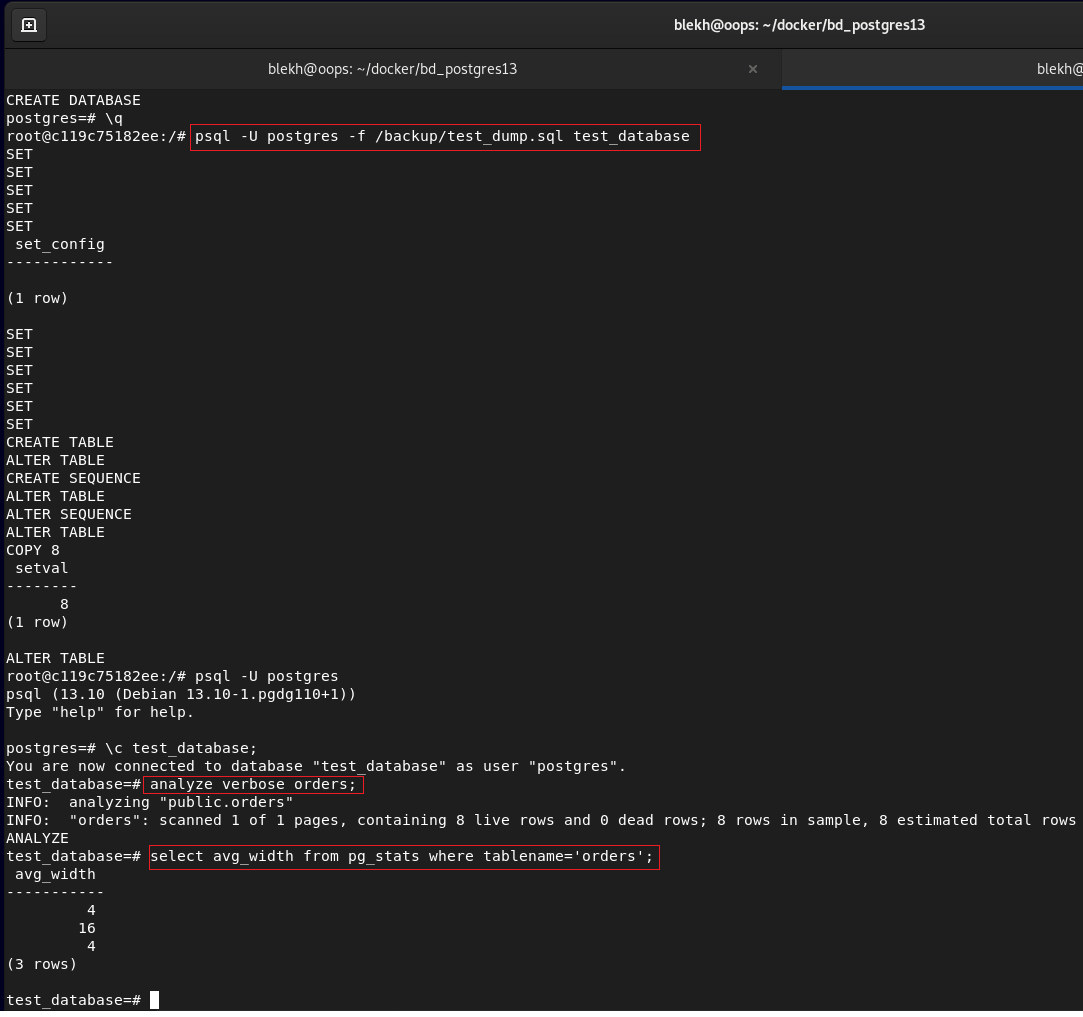 blekh@oops: ~/docker/bd_postgres13
blekh@oops: ~/docker/bd_postgres13 ×
blekh@
CREATE DATABASE
postgres=# \q
root@c119c75182ee:/# psql -U postgres -f /backup/test_dump.sql test_database
SET
SET
SET
SET
SET
 set_config
------------

(1 row)

SET
SET
SET
SET
SET
SET
CREATE TABLE
ALTER TABLE
CREATE SEQUENCE
ALTER TABLE
ALTER SEQUENCE
ALTER TABLE
COPY 8
 setval
--------
      8
(1 row)

ALTER TABLE
root@c119c75182ee:/# psql -U postgres
psql (13.10 (Debian 13.10-1.pgdg110+1))
Type "help" for help.

postgres=# \c test_database;
You are now connected to database "test_database" as user "postgres".
test_database=# analyze verbose orders;
INFO:  analyzing "public.orders"
INFO:  "orders": scanned 1 of 1 pages, containing 8 live rows and 0 dead rows; 8 rows in sample, 8 estimated total rows
ANALYZE
test_database=# select avg_width from pg_stats where tablename='orders';
 avg_width
-----------
         4
        16
         4
(3 rows)

test_database=#